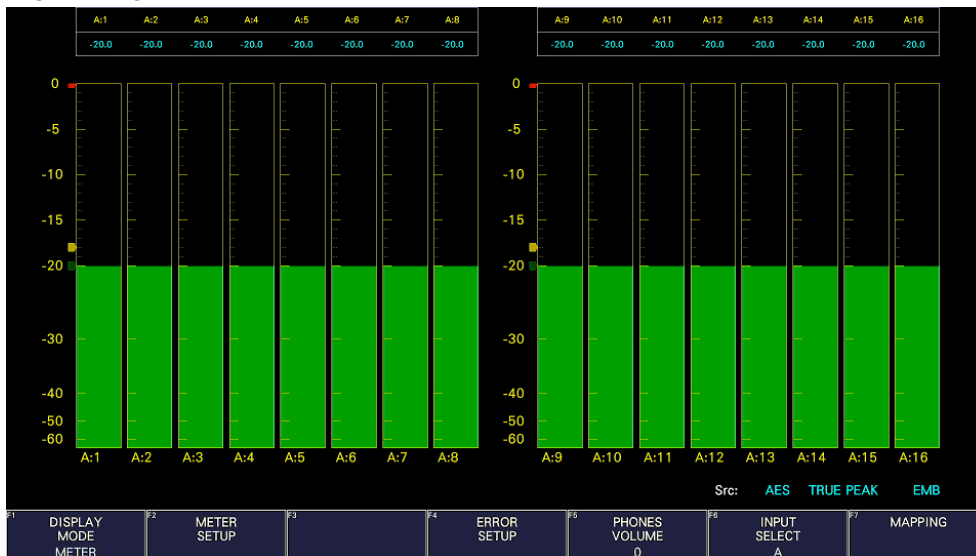 A:1 A:2 A:3 A:4 A:5 A:6 A:7 A:8
-20.0 -20.0 -20.0 -20.0 -20.0 -20.0 -20.0 -20.0
A:9 A:10 A:11 A:12 A:13 A:14 A:15 A:16
-20.0 -20.0 -20.0 -20.0 -20.0 -20.0 -20.0 -20.0
0
-5
-10
-15
-20
-30
-40
-50
-60
A:1 A:2 A:3 A:4 A:5 A:6 A:7 A:8
0
-5
-10
-15
-20
-30
-40
-50
-60
A:9 A:10 A:11 A:12 A:13 A:14 A:15 A:16
Src: AES TRUE PEAK EMB
F1 DISPLAY
MODE
METER
F2 METER
SETUP
F3
F4 ERROR
SETUP
F5 PHONES
VOLUME
0
F6 INPUT
SELECT
A
F7 MAPPING